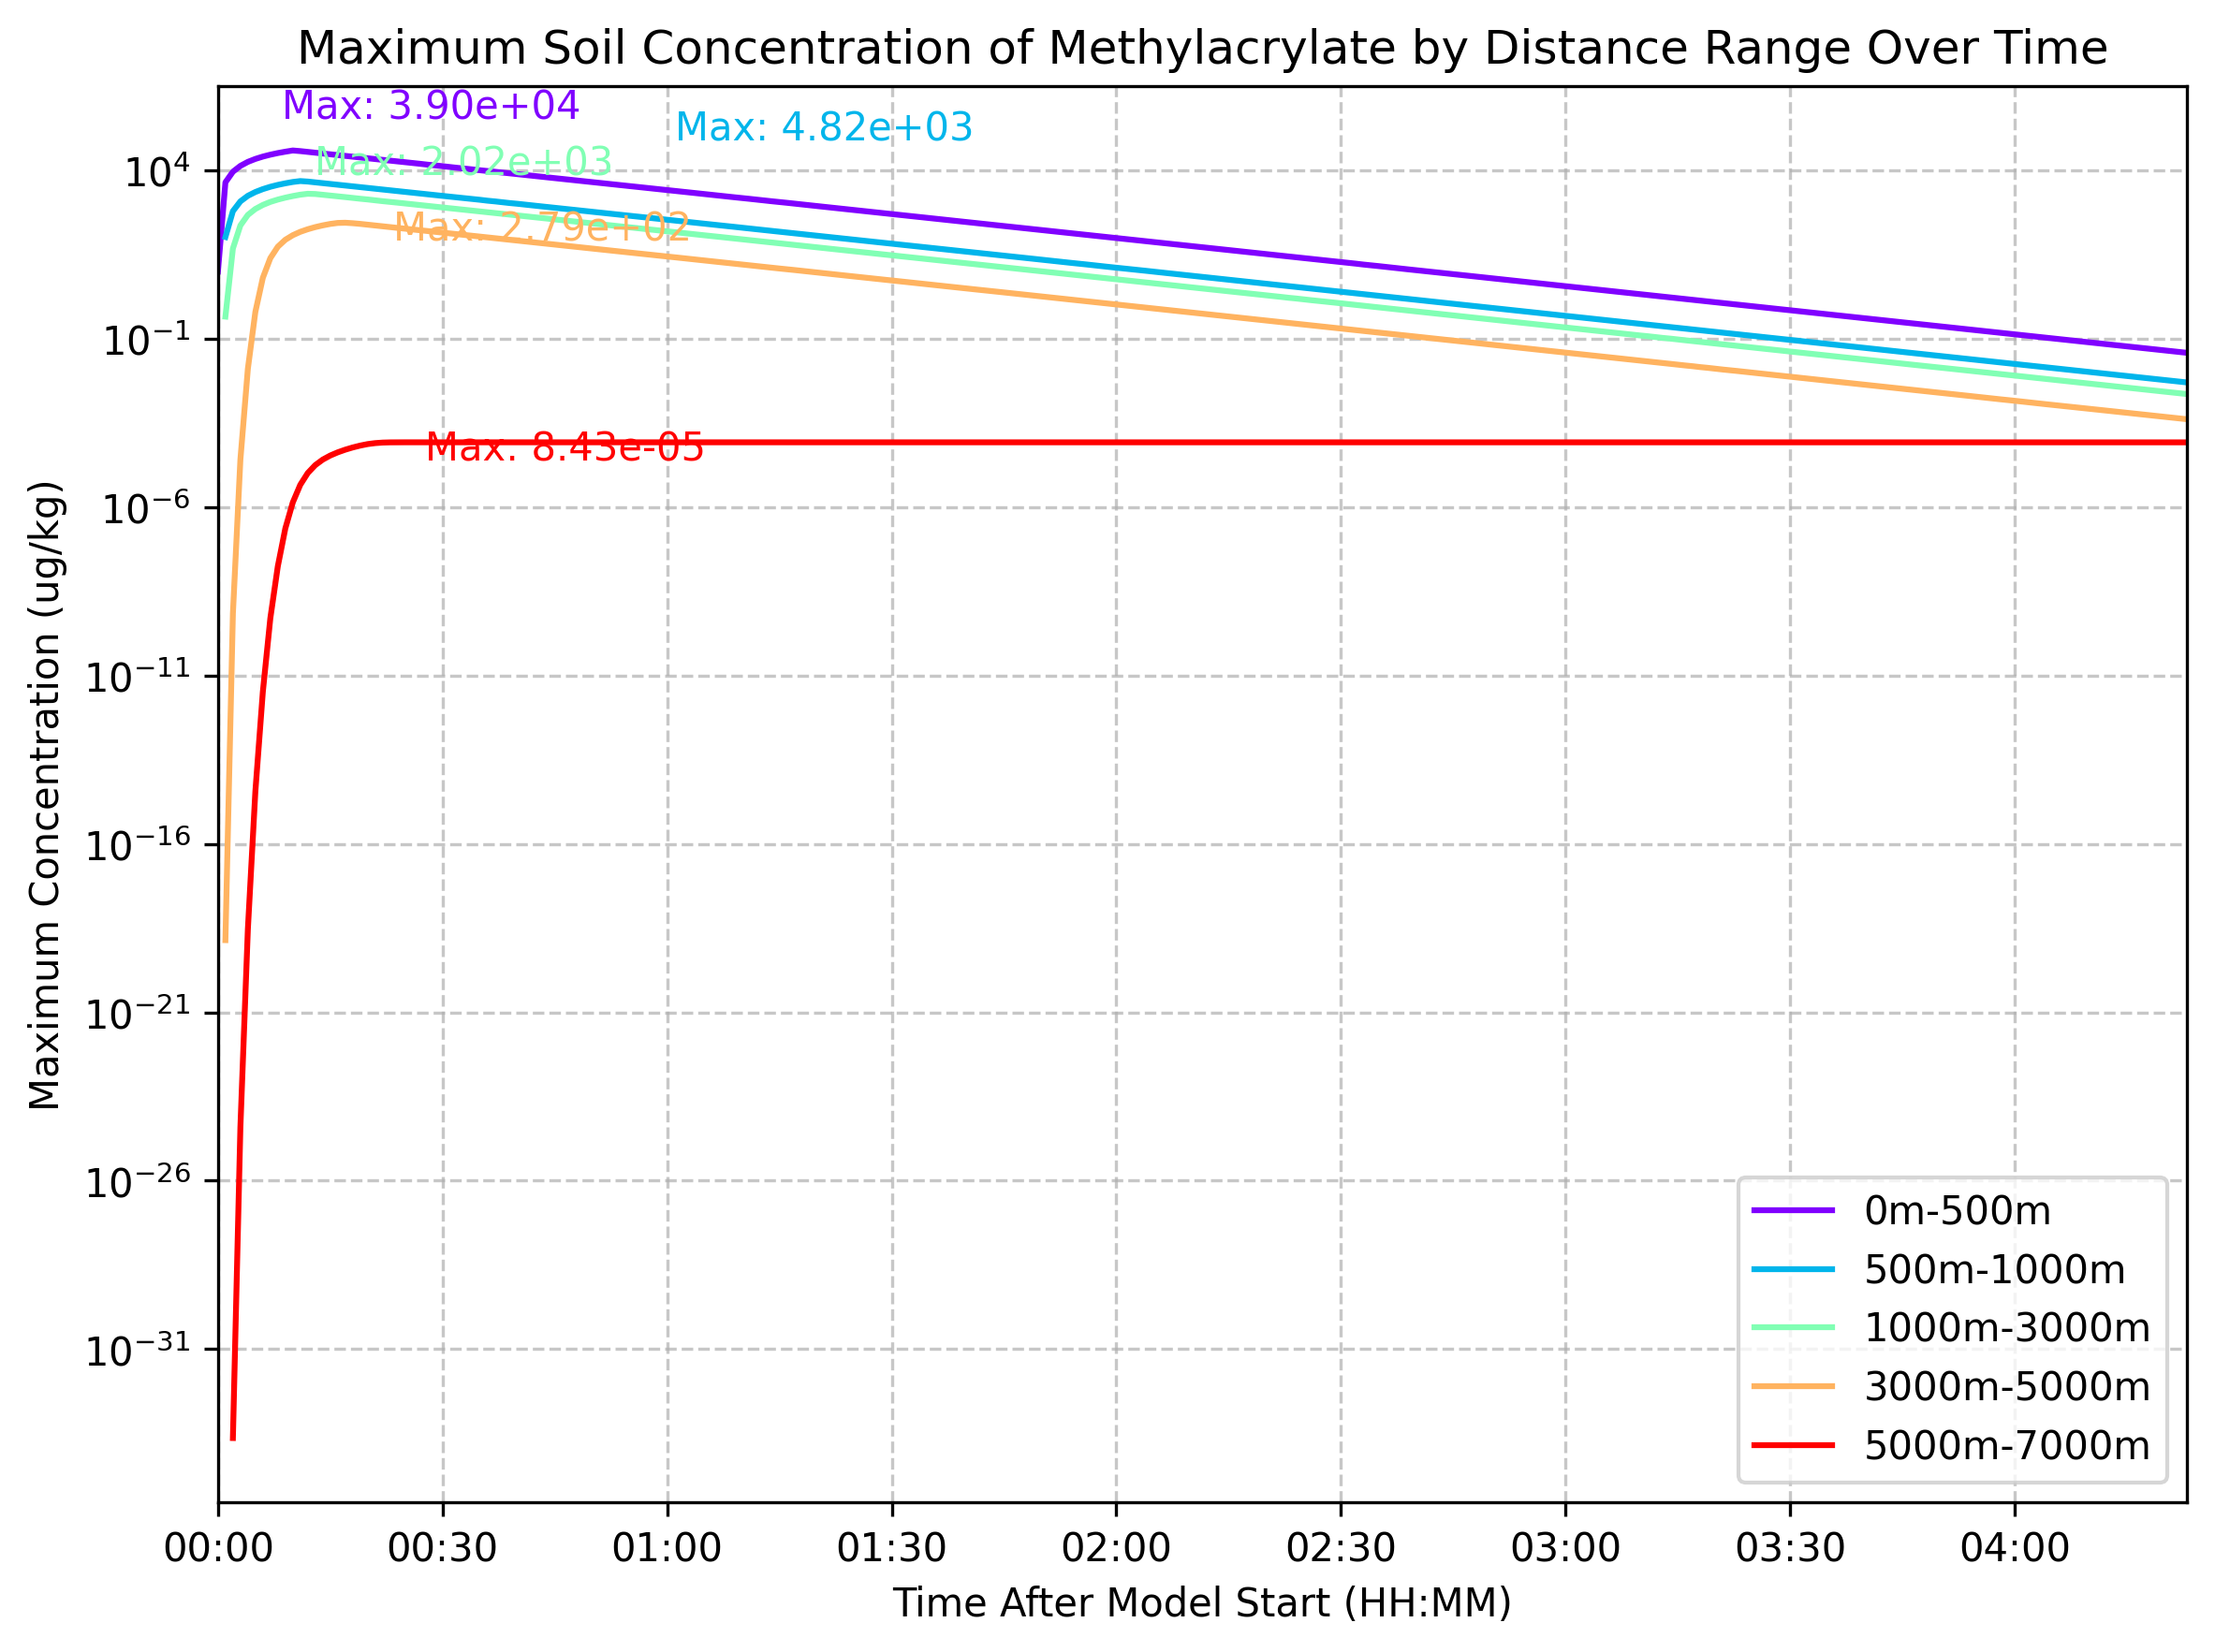 Maximum Soil Concentration of Methylacrylate by Distance Range Over Time
Max: 3.90e+04
Max: 4.82e+03
Max: 2.02e+03
Max: 2.79e+02
Max: 8.43e-05
Maximum Concentration (ug/kg)
10⁴
10⁻¹
10⁻⁶
10⁻¹¹
10⁻¹⁶
10⁻²¹
10⁻²⁶
10⁻³¹
0m-500m
500m-1000m
1000m-3000m
3000m-5000m
5000m-7000m
00:00 00:30 01:00 01:30 02:00 02:30 03:00 03:30 04:00
Time After Model Start (HH:MM)